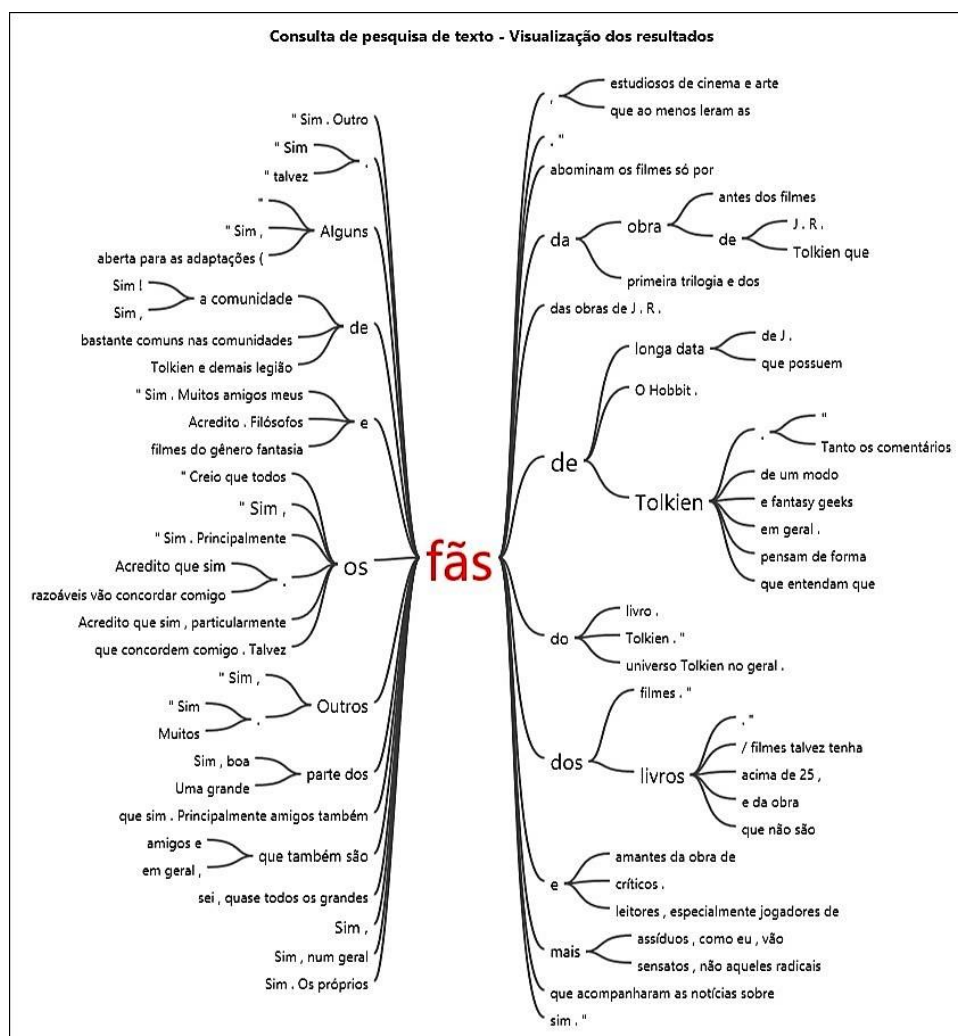 Consulta de pesquisa de texto - Visualização dos resultados
" Sim . Outro
" Sim
" talvez
.
"
" Sim ,
aberta para as adaptações (
Alguns
Sim !
Sim ,
a comunidade
bastante comuns nas comunidades
Tolkien e demais legião
de
" Sim . Muitos amigos meus
Acredito . Filósofos
filmes do gênero fantasia
e
" Creio que todos
" Sim ,
" Sim . Principalmente
Acredito que sim
razoáveis vão concordar comigo
.
Acredito que sim , particularmente
que concordem comigo . Talvez
os
" Sim ,
" Sim
Muitos
.
Outros
Sim , boa
Uma grande
parte dos
que sim . Principalmente amigos também
amigos e
em geral ,
que também são
sei , quase todos os grandes
Sim ,
Sim , num geral
Sim . Os próprios
fãs
,
estudiosos de cinema e arte
que ao menos leram as
. "
abominam os filmes só por
da
obra
antes dos filmes
de
J . R .
Tolkien que
primeira trilogia e dos
das obras de J . R .
de
longa data
de J .
que possuem
O Hobbit .
Tolkien
.
"
Tanto os comentários
de um modo
e fantasy geeks
em geral .
pensam de forma
que entendam que
do
livro .
Tolkien . "
universo Tolkien no geral .
dos
filmes . "
livros
. "
/ filmes talvez tenha
acima de 25 ,
e da obra
que não são
e
amantes da obra de
críticos .
leitores , especialmente jogadores de
mais
assíduos , como eu , vão
sensatos , não aqueles radicais
que acompanharam as notícias sobre
sim . "